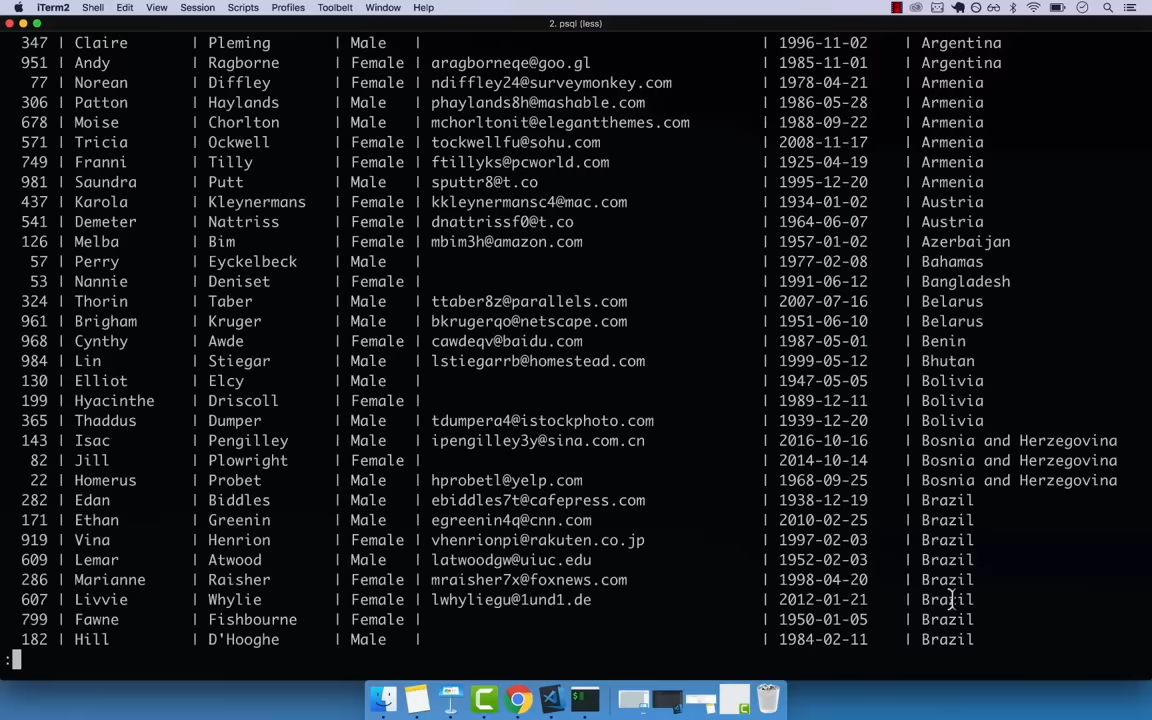 iTerm2 Shell Edit View Session Scripts Profiles Toolbelt Window Help
2. psql (less)
347 | Claire | Pleming | Male | | 1996-11-02 | Argentina
951 | Andy | Ragborne | Female | aragborneqe@goo.gl | 1985-11-01 | Argentina
77 | Norean | Diffley | Female | ndiffley24@surveymonkey.com | 1978-04-21 | Armenia
306 | Patton | Haylands | Male | phaylands8h@mashable.com | 1986-05-28 | Armenia
678 | Moise | Chorlton | Male | mchorltonit@elegantthemes.com | 1988-09-22 | Armenia
571 | Tricia | Ockwell | Female | tockwellfu@sohu.com | 2008-11-17 | Armenia
749 | Franni | Tilly | Female | ftillyks@pcworld.com | 1925-04-19 | Armenia
981 | Saundra | Putt | Male | sputtr8@t.co | 1995-12-20 | Armenia
437 | Karola | Kleynermans | Female | kkleynermansc4@mac.com | 1934-01-02 | Austria
541 | Demeter | Nattriss | Female | dnattrissf0@t.co | 1964-06-07 | Austria
126 | Melba | Bim | Female | mbim3h@amazon.com | 1957-01-02 | Azerbaijan
57 | Perry | Eyckelbeck | Male | | 1977-02-08 | Bahamas
53 | Nannie | Deniset | Female | | 1991-06-12 | Bangladesh
324 | Thorin | Taber | Male | ttaber8z@parallels.com | 2007-07-16 | Belarus
961 | Brigham | Kruger | Male | bkrugerqo@netscape.com | 1951-06-10 | Belarus
968 | Cynthy | Awde | Female | cawdeqv@baidu.com | 1987-05-01 | Benin
984 | Lin | Stiegar | Male | lstiegarrb@homestead.com | 1999-05-12 | Bhutan
130 | Elliot | Elcy | Male | | 1947-05-05 | Bolivia
199 | Hyacinthe | Driscoll | Female | | 1989-12-11 | Bolivia
365 | Thaddus | Dumper | Male | tdumpera4@istockphoto.com | 1939-12-20 | Bolivia
143 | Isac | Pengilley | Male | ipengilley3y@sina.com.cn | 2016-10-16 | Bosnia and Herzegovina
82 | Jill | Plowright | Female | | 2014-10-14 | Bosnia and Herzegovina
22 | Homerus | Probet | Male | hprobetl@yelp.com | 1968-09-25 | Bosnia and Herzegovina
282 | Edan | Biddles | Male | ebiddles7t@cafepress.com | 1938-12-19 | Brazil
171 | Ethan | Greenin | Male | egreenin4q@cnn.com | 2010-02-25 | Brazil
919 | Vina | Henrion | Female | vhenrionpi@rakuten.co.jp | 1997-02-03 | Brazil
609 | Lemar | Atwood | Male | latwoodgw@uiuc.edu | 1952-02-03 | Brazil
286 | Marianne | Raisher | Female | mraisher7x@foxnews.com | 1998-04-20 | Brazil
607 | Livvie | Whylie | Female | lwhyliegu@1und1.de | 2012-01-21 | Brazil
799 | Fawne | Fishbourne | Female | | 1950-01-05 | Brazil
182 | Hill | D'Hooghe | Male | | 1984-02-11 | Brazil
: